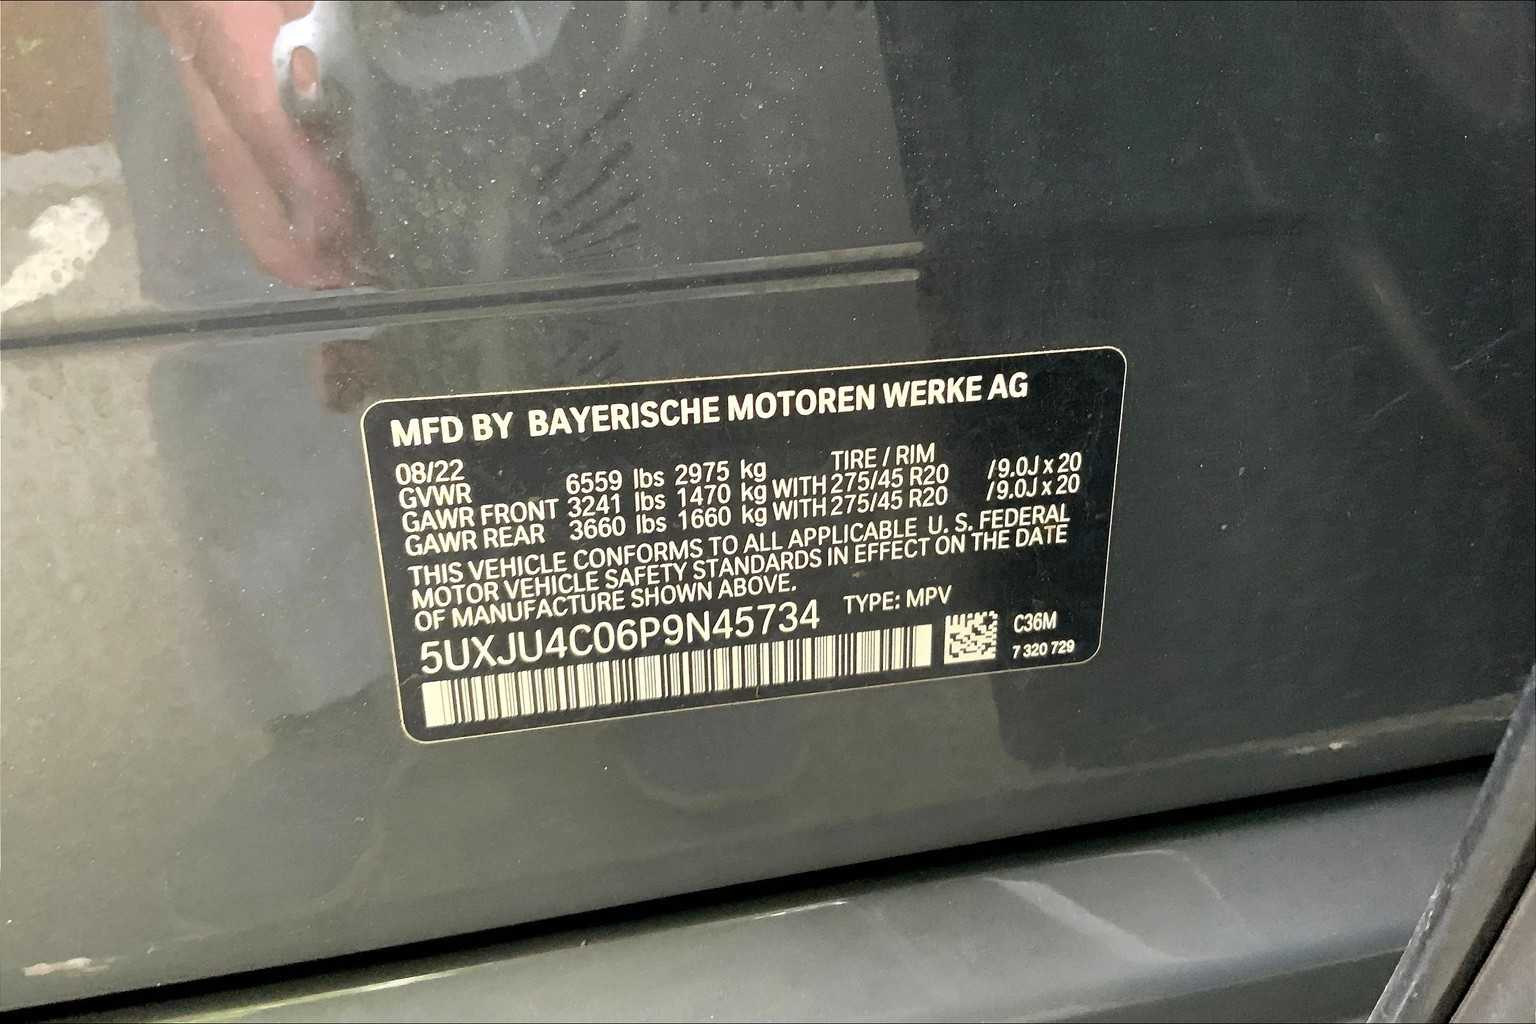 MFD BY BAYERISCHE MOTOREN WERKE AG
08/22 TIRE / RIM
GVWR 6559 lbs 2975 kg
GAWR FRONT 3241 lbs 1470 kg WITH 275/45 R20 /9.0J x 20
GAWR REAR 3660 lbs 1660 kg WITH 275/45 R20 /9.0J x 20
THIS VEHICLE CONFORMS TO ALL APPLICABLE U. S. FEDERAL
MOTOR VEHICLE SAFETY STANDARDS IN EFFECT ON THE DATE
OF MANUFACTURE SHOWN ABOVE.
5UXJU4C06P9N45734 TYPE: MPV
C36M
7 320 729